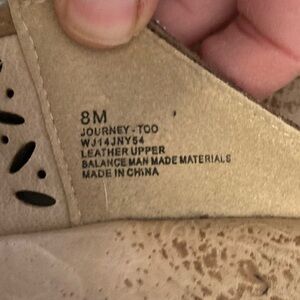 8M
JOURNEY-TOO
WJ14JNY54
LEATHER UPPER
BALANCE MAN MADE MATERIALS
MADE IN CHINA